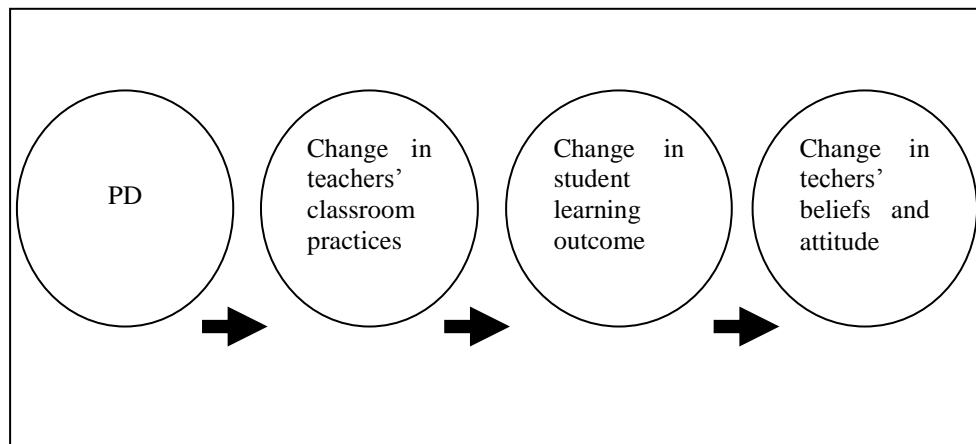 PD
Change in
teachers'
classroom
practices
Change in
student
learning
outcome
Change in
techers'
beliefs and
attitude